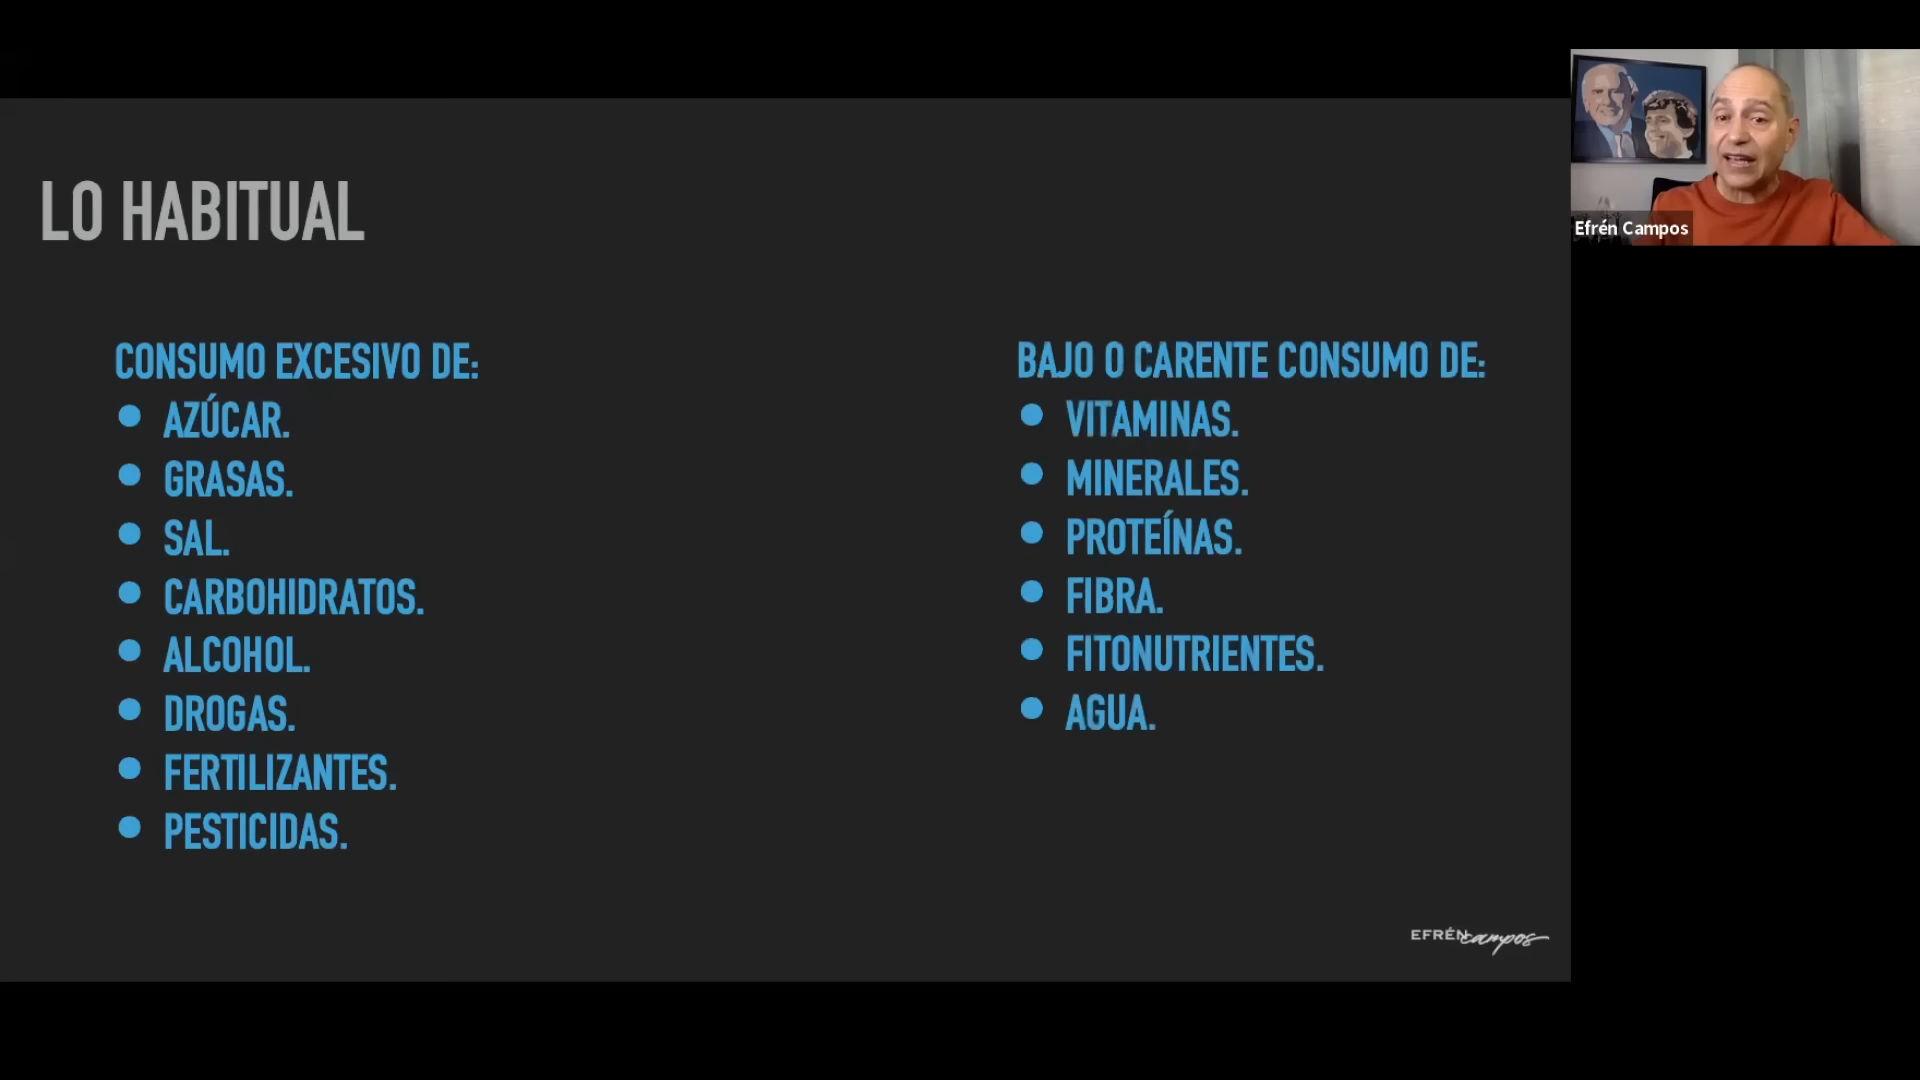 LO HABITUAL
CONSUMO EXCESIVO DE:
AZÚCAR.
GRASAS.
SAL.
CARBOHIDRATOS.
ALCOHOL.
DROGAS.
FERTILIZANTES.
PESTICIDAS.
BAJO O CARENTE CONSUMO DE:
VITAMINAS.
MINERALES.
PROTEÍNAS.
FIBRA.
FITONUTRIENTES.
AGUA.
EFRÉN campos
Efrén Campos